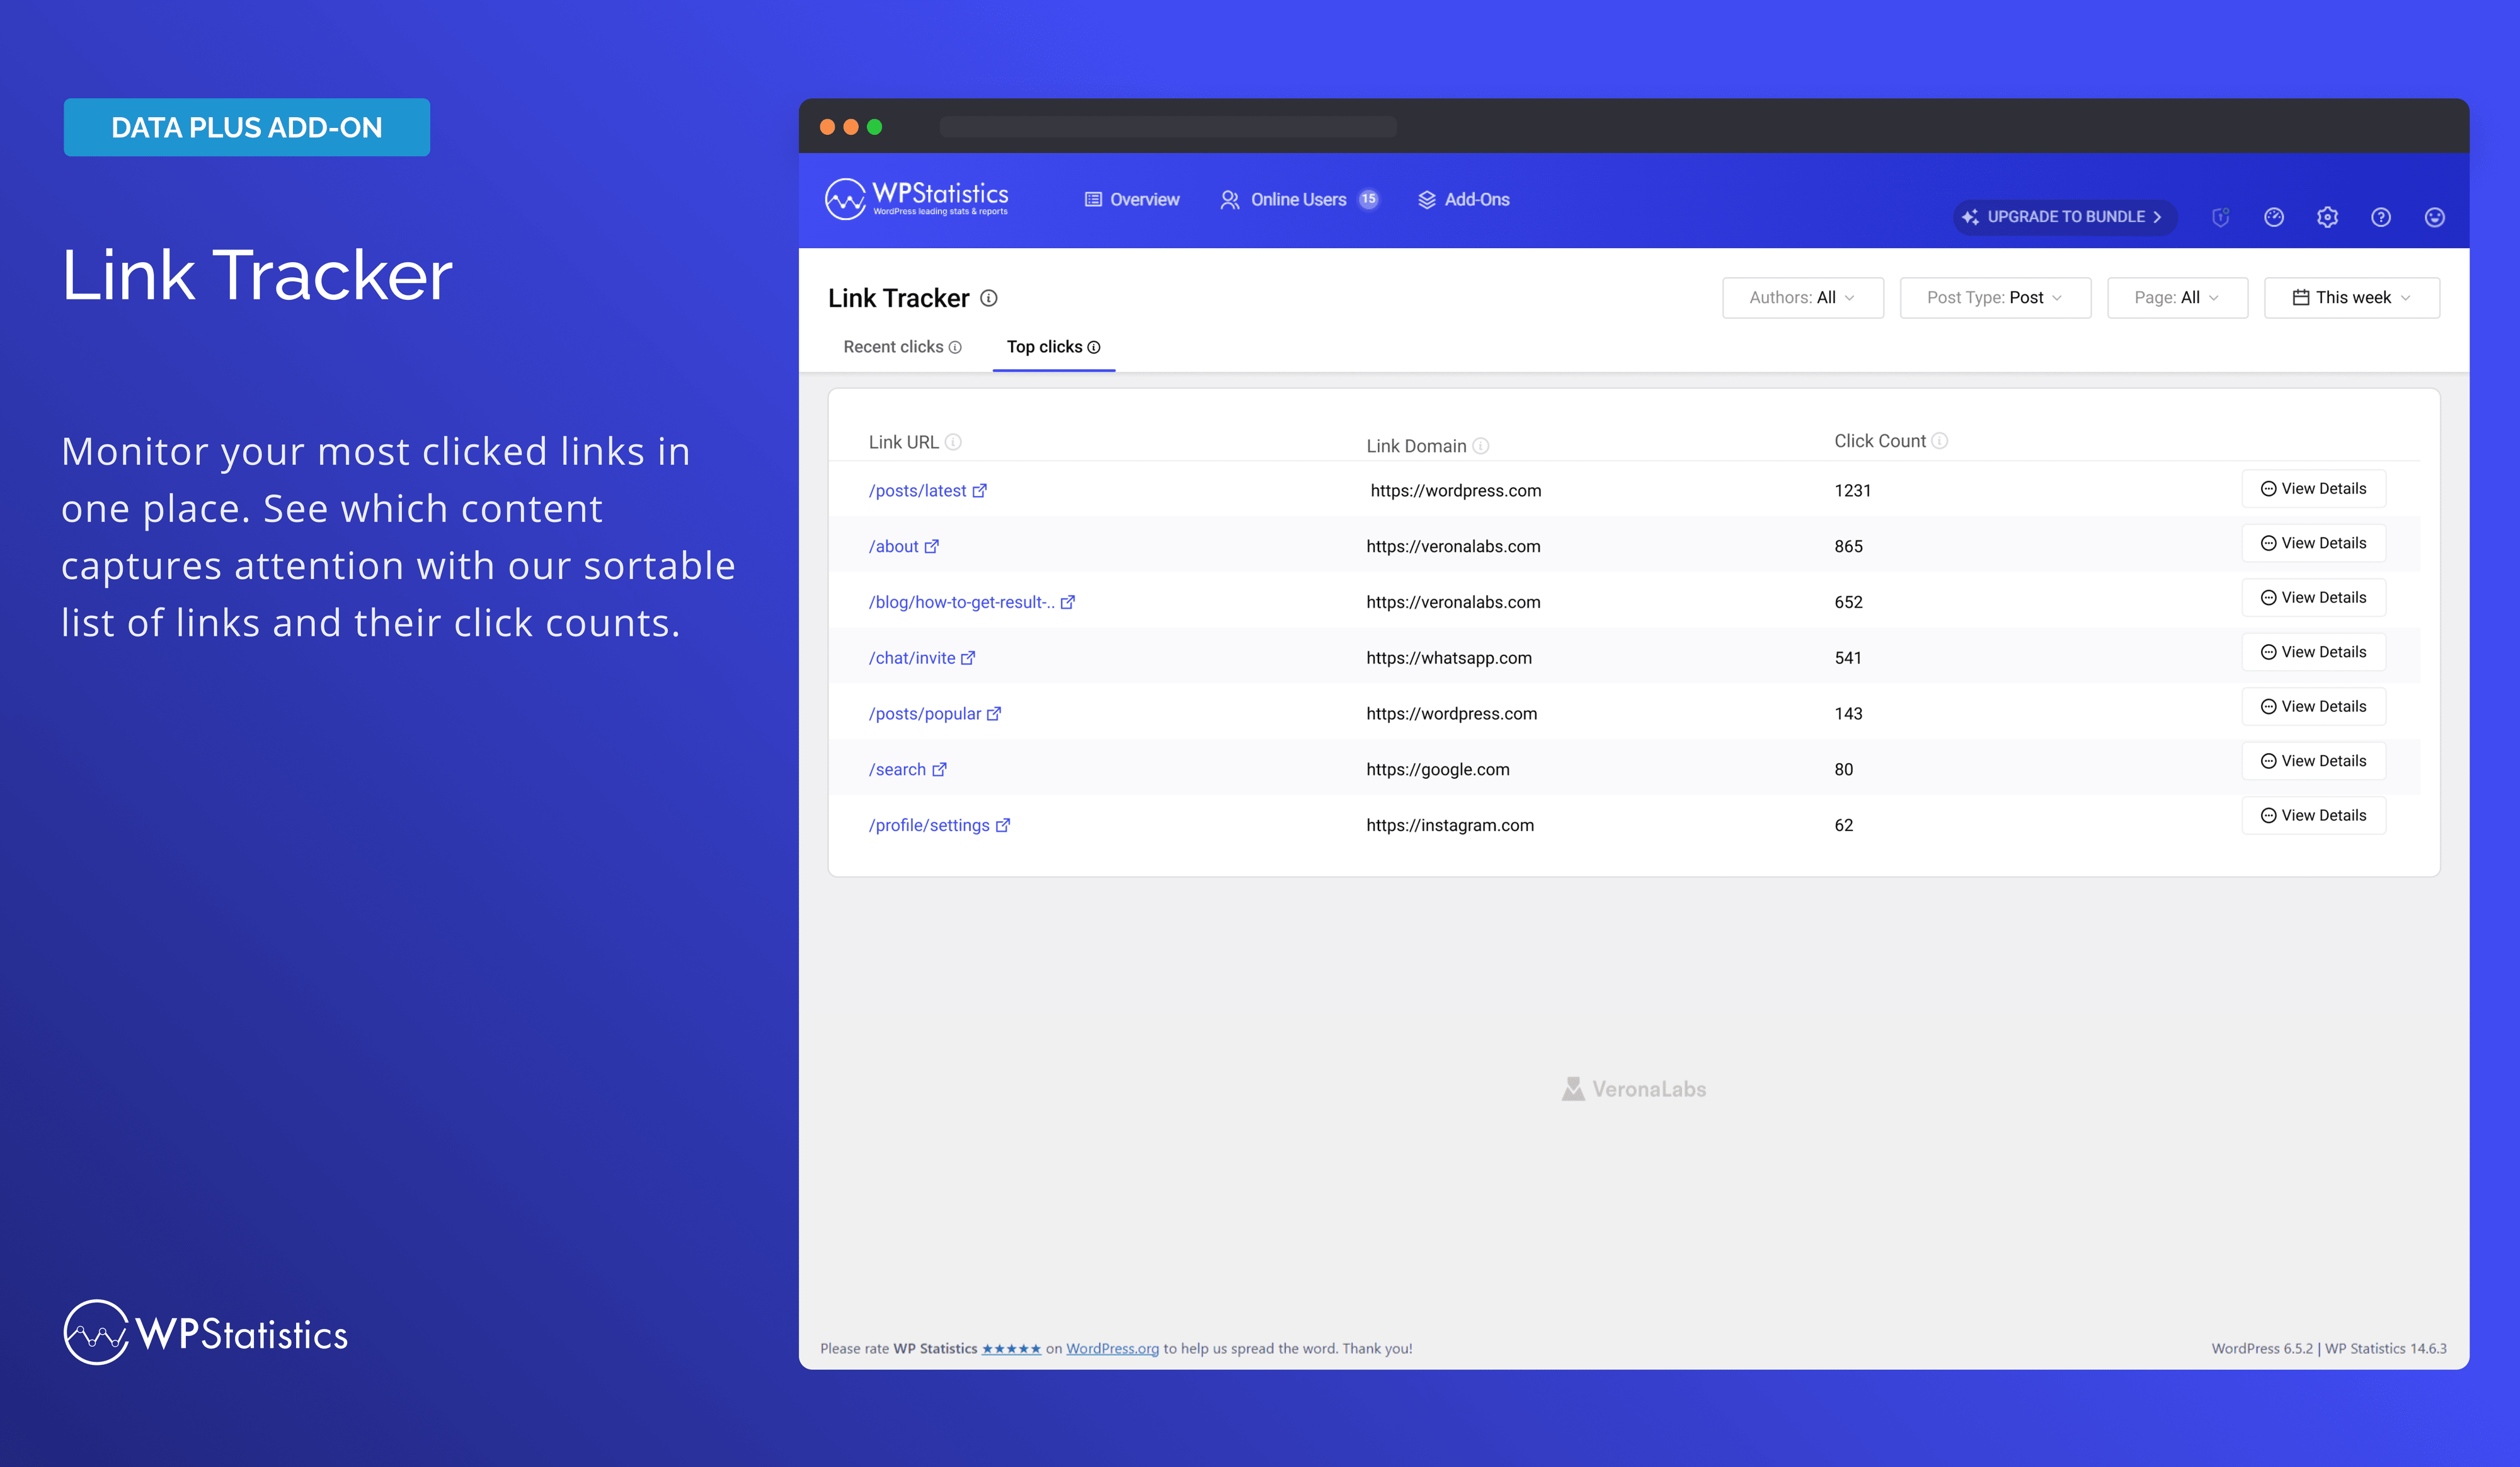 DATA PLUS ADD-ON
Link Tracker
Monitor your most clicked links in
one place. See which content
captures attention with our sortable
list of links and their click counts.
WPStatistics
WPStatistics
WordPress leading stats & reports
Overview
Online Users 15
Add-Ons
UPGRADE TO BUNDLE
Link Tracker
Authors: All
Post Type: Post
Page: All
This week
Recent clicks
Top clicks
Link URL Link Domain Click Count
/posts/latest https://wordpress.com 1231 View Details
/about https://veronalabs.com 865 View Details
/blog/how-to-get-result-.. https://veronalabs.com 652 View Details
/chat/invite https://whatsapp.com 541 View Details
/posts/popular https://wordpress.com 143 View Details
/search https://google.com 80 View Details
/profile/settings https://instagram.com 62 View Details
VeronaLabs
Please rate WP Statistics ★★★★★ on WordPress.org to help us spread the word. Thank you!
WordPress 6.5.2 | WP Statistics 14.6.3